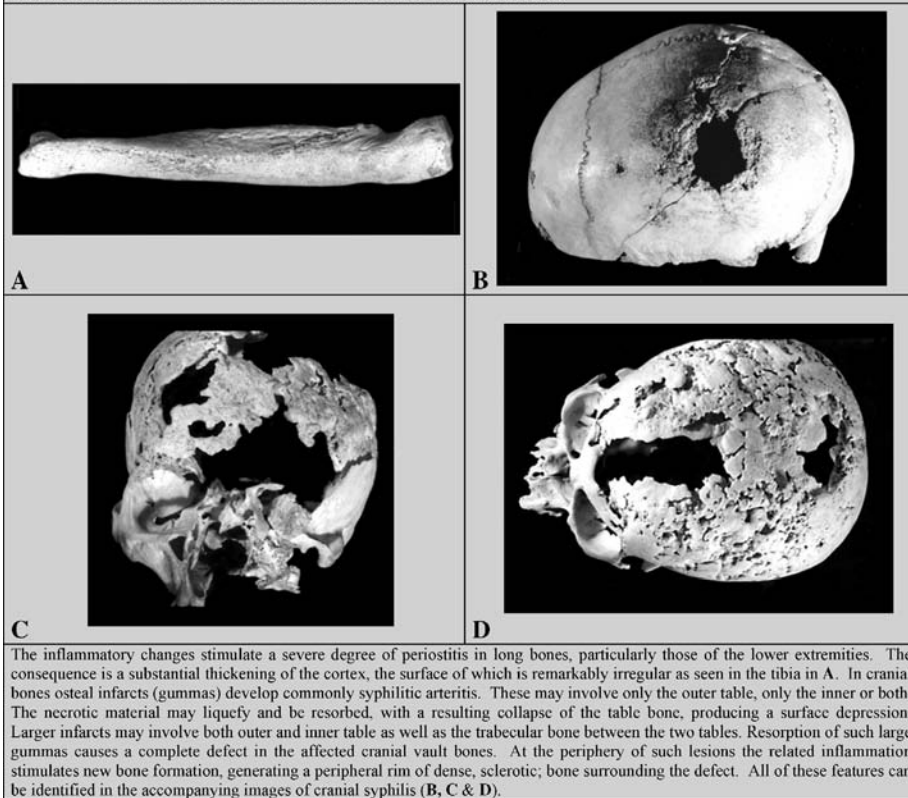 A
B
C
D
The inflammatory changes stimulate a severe degree of periostitis in long bones, particularly those of the lower extremities. The
consequence is a substantial thickening of the cortex, the surface of which is remarkably irregular as seen in the tibia in A. In crania
bones osteal infarcts (gummas) develop commonly syphilitic arteritis. These may involve only the outer table, only the inner or both
The necrotic material may liquefy and be resorbed, with a resulting collapse of the table bone, producing a surface depression
Larger infarcts may involve both outer and inner table as well as the trabecular bone between the two tables. Resorption of such large
gummas causes a complete defect in the affected cranial vault bones. At the periphery of such lesions the related inflammation
stimulates new bone formation, generating a peripheral rim of dense, sclerotic; bone surrounding the defect. All of these features can
be identified in the accompanying images of cranial syphilis (B, C & D).